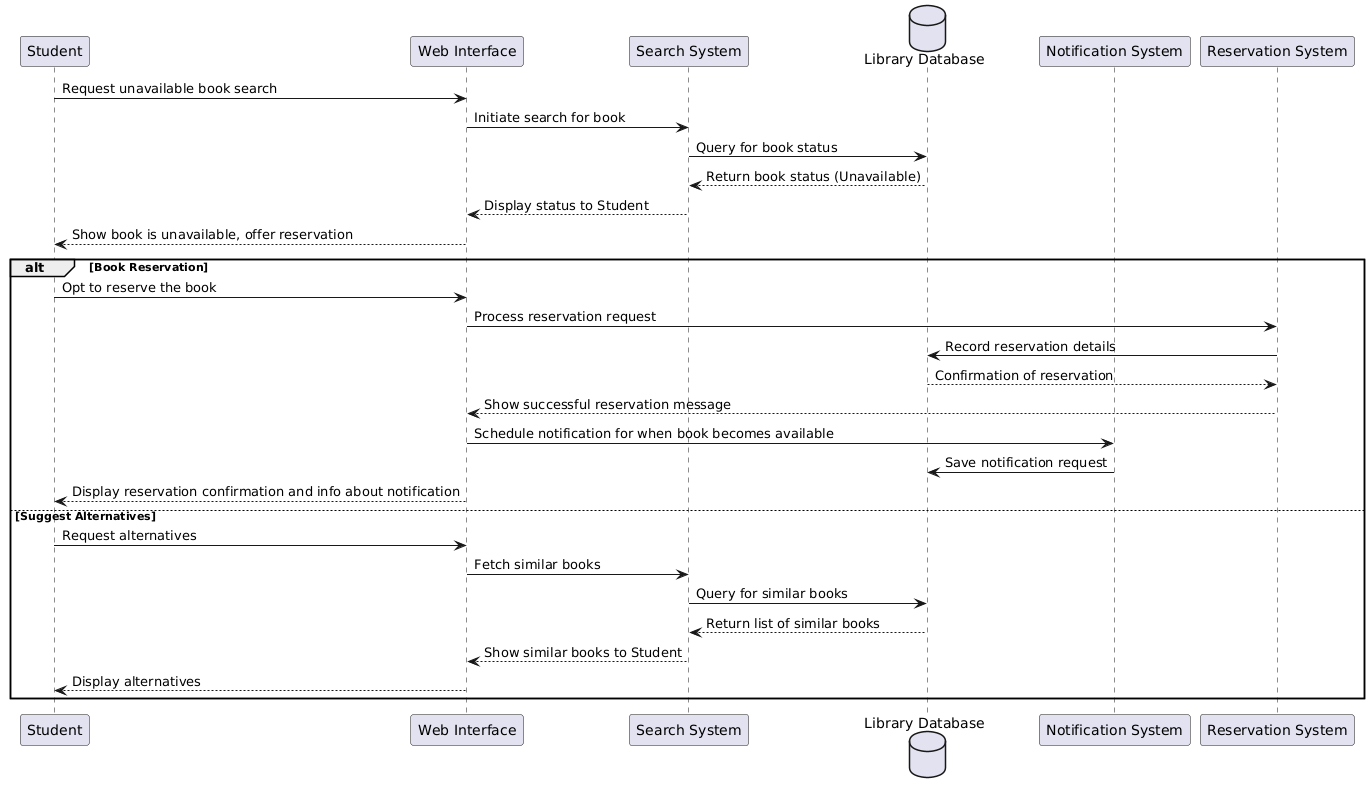 Library Database
Student
Web Interface
Search System
Notification System
Reservation System
Request unavailable book search
Initiate search for book
Query for book status
Return book status (Unavailable)
Display status to Student
Show book is unavailable, offer reservation
alt
[Book Reservation]
Opt to reserve the book
Process reservation request
Record reservation details
Confirmation of reservation
Show successful reservation message
Schedule notification for when book becomes available
Save notification request
Display reservation confirmation and info about notification
[Suggest Alternatives]
Request alternatives
Fetch similar books
Query for similar books
Return list of similar books
Show similar books to Student
Display alternatives
Student
Web Interface
Search System
Library Database
Notification System
Reservation System